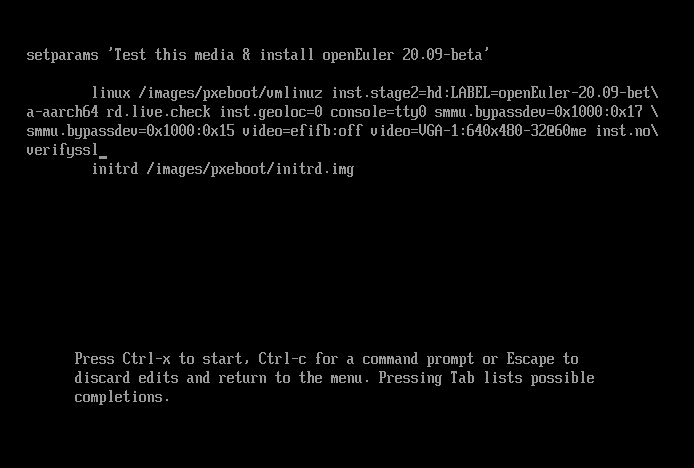 setparams 'Test this media & install openEuler 20.09-beta'
linux /images/pxeboot/vmlinuz inst.stage2=hd:LABEL=openEuler-20.09-bet\
a-aarch64 rd.live.check inst.geoloc=0 console=tty0 smmu.bypassdev=0x1000:0x17 \
smmu.bypassdev=0x1000:0x15 video=efifb:off video=VGA-1:640x480-32@60me inst.no\
verifyssl_
initrd /images/pxeboot/initrd.img
Press Ctrl-x to start, Ctrl-c for a command prompt or Escape to
discard edits and return to the menu. Pressing Tab lists possible
completions.